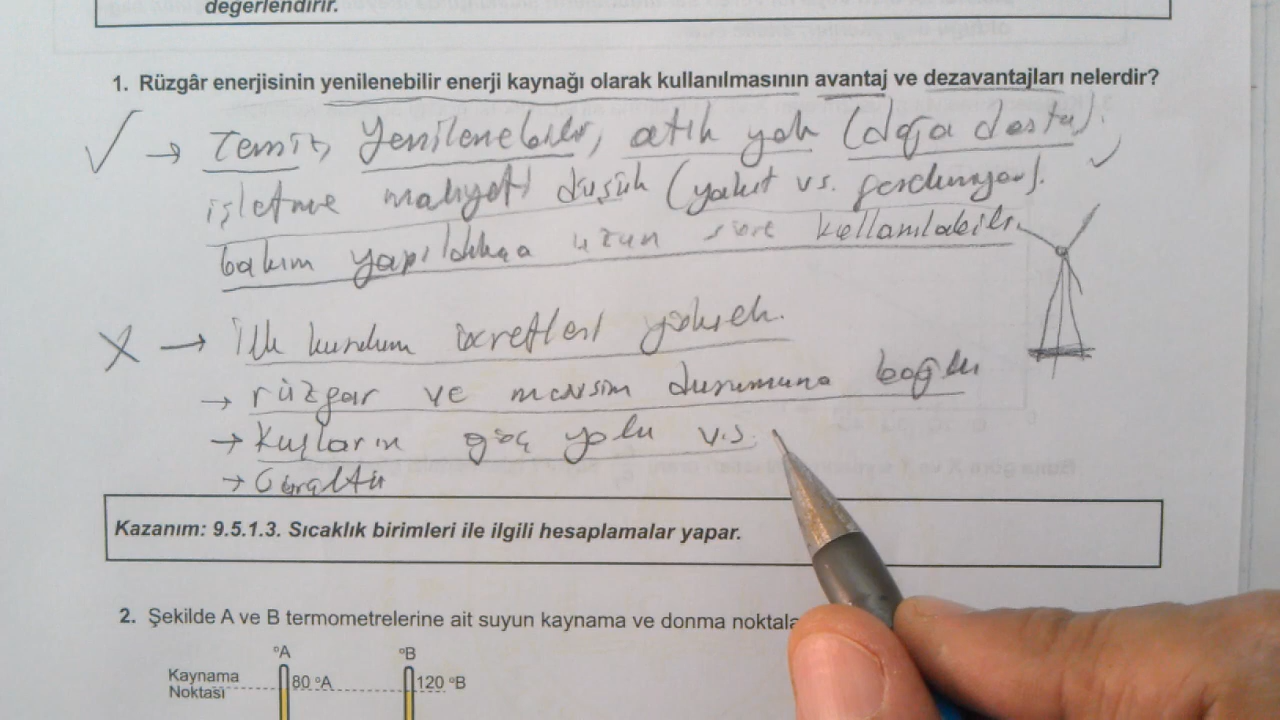 değerlendirir.
1. Rüzgâr enerjisinin yenilenebilir enerji kaynağı olarak kullanılmasının avantaj ve dezavantajları nelerdir?
✓ → Temiz, Yenilenebilir, atık yok (doğa dostu).
işletme maliyeti düşük (yakıt vs. gerekmiyor). ✓
bakım yapıldıkça uzun süre kullanılabilir.
X → İlk kurulum ücretleri yüksek.
→ rüzgar ve mevsim durumuna bağlı
→ Kuşların göç yolu v.s.
→ Gürültü
Kazanım: 9.5.1.3. Sıcaklık birimleri ile ilgili hesaplamalar yapar.
2. Şekilde A ve B termometrelerine ait suyun kaynama ve donma noktala
°A °B
Kaynama Noktası 80 °A 120 °B